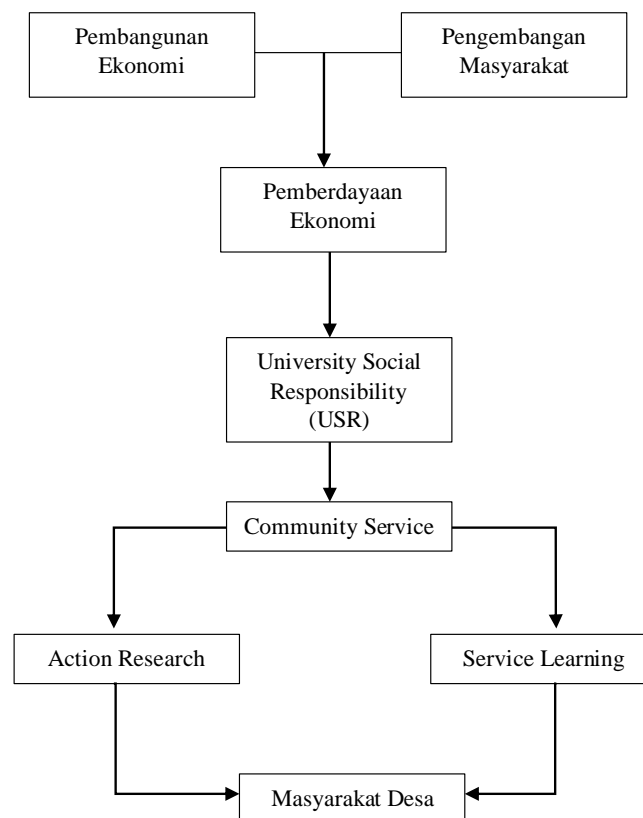 Pembangunan
Ekonomi
Pengembangan
Masyarakat
Pemberdayaan
Ekonomi
University Social
Responsibility
(USR)
Community Service
Action Research
Service Learning
Masyarakat Desa